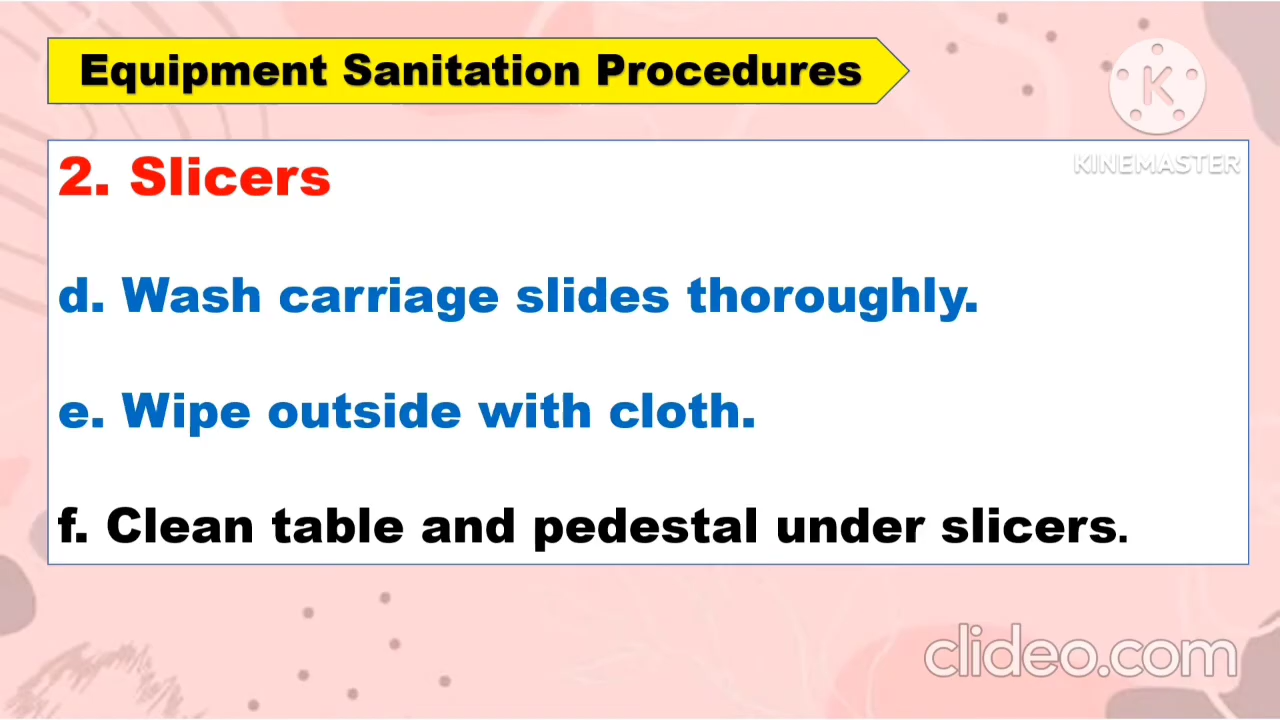 Equipment Sanitation Procedures
K
KINEMASTER
2. Slicers
d. Wash carriage slides thoroughly.
e. Wipe outside with cloth.
f. Clean table and pedestal under slicers.
clideo.com